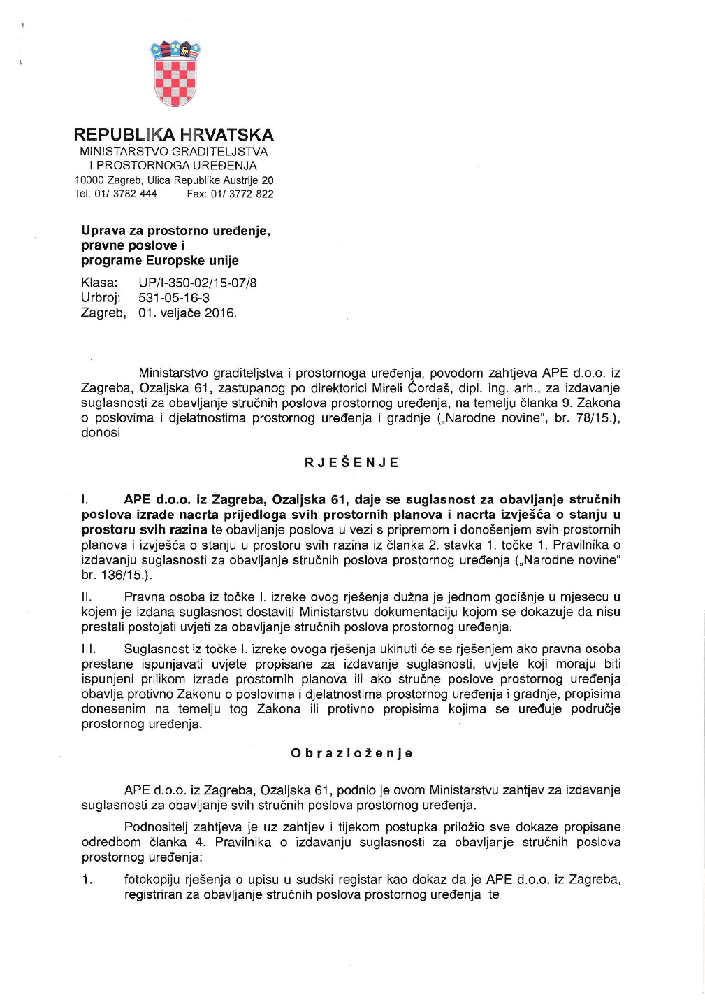 REPUBLIKA HRVATSKA
MINISTARSTVO GRADITELJSTVA
I PROSTORNOGA UREĐENJA
10000 Zagreb, Ulica Republike Austrije 20
Tel: 01/ 3782 444 Fax: 01/ 3772 822
Uprava za prostorno uređenje,
pravne poslove i
programe Europske unije
Klasa: UP/I-350-02/15-07/8
Urbroj: 531-05-16-3
Zagreb, 01. veljače 2016.
Ministarstvo graditeljstva i prostornoga uređenja, povodom zahtjeva APE d.o.o. iz
Zagreba, Ozaljska 61, zastupanog po direktorici Mireli Ćordaš, dipl. ing. arh., za izdavanje
suglasnosti za obavljanje stručnih poslova prostornog uređenja, na temelju članka 9. Zakona
o poslovima i djelatnostima prostornog uređenja i gradnje („Narodne novine", br. 78/15.),
donosi
R J E Š E N J E
I. APE d.o.o. iz Zagreba, Ozaljska 61, daje se suglasnost za obavljanje stručnih
poslova izrade nacrta prijedloga svih prostornih planova i nacrta izvješća o stanju u
prostoru svih razina te obavljanje poslova u vezi s pripremom i donošenjem svih prostornih
planova i izvješća o stanju u prostoru svih razina iz članka 2. stavka 1. točke 1. Pravilnika o
izdavanju suglasnosti za obavljanje stručnih poslova prostornog uređenja („Narodne novine“
br. 136/15.).
II. Pravna osoba iz točke I. izreke ovog rješenja dužna je jednom godišnje u mjesecu u
kojem je izdana suglasnost dostaviti Ministarstvu dokumentaciju kojom se dokazuje da nisu
prestali postojati uvjeti za obavljanje stručnih poslova prostornog uređenja.
III. Suglasnost iz točke I. izreke ovoga rješenja ukinuti će se rješenjem ako pravna osoba
prestane ispunjavati uvjete propisane za izdavanje suglasnosti, uvjete koji moraju biti
ispunjeni prilikom izrade prostornih planova ili ako stručne poslove prostornog uređenja
obavlja protivno Zakonu o poslovima i djelatnostima prostornog uređenja i gradnje, propisima
donesenim na temelju tog Zakona ili protivno propisima kojima se uređuje područje
prostornog uređenja.
O b r a z l o ž e n j e
APE d.o.o. iz Zagreba, Ozaljska 61, podnio je ovom Ministarstvu zahtjev za izdavanje
suglasnosti za obavljanje svih stručnih poslova prostornog uređenja.
Podnositelj zahtjeva je uz zahtjev i tijekom postupka priložio sve dokaze propisane
odredbom članka 4. Pravilnika o izdavanju suglasnosti za obavljanje stručnih poslova
prostornog uređenja:
1. fotokopiju rješenja o upisu u sudski registar kao dokaz da je APE d.o.o. iz Zagreba,
registriran za obavljanje stručnih poslova prostornog uređenja te